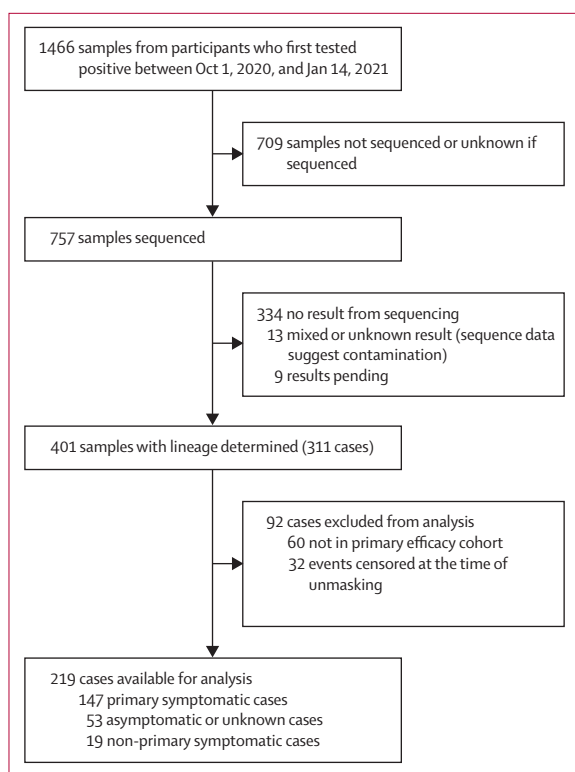 1466 samples from participants who first tested
positive between Oct 1, 2020, and Jan 14, 2021
709 samples not sequenced or unknown if
sequenced
757 samples sequenced
334 no result from sequencing
13 mixed or unknown result (sequence data
suggest contamination)
9 results pending
401 samples with lineage determined (311 cases)
92 cases excluded from analysis
60 not in primary efficacy cohort
32 events censored at the time of
unmasking
219 cases available for analysis
147 primary symptomatic cases
53 asymptomatic or unknown cases
19 non-primary symptomatic cases